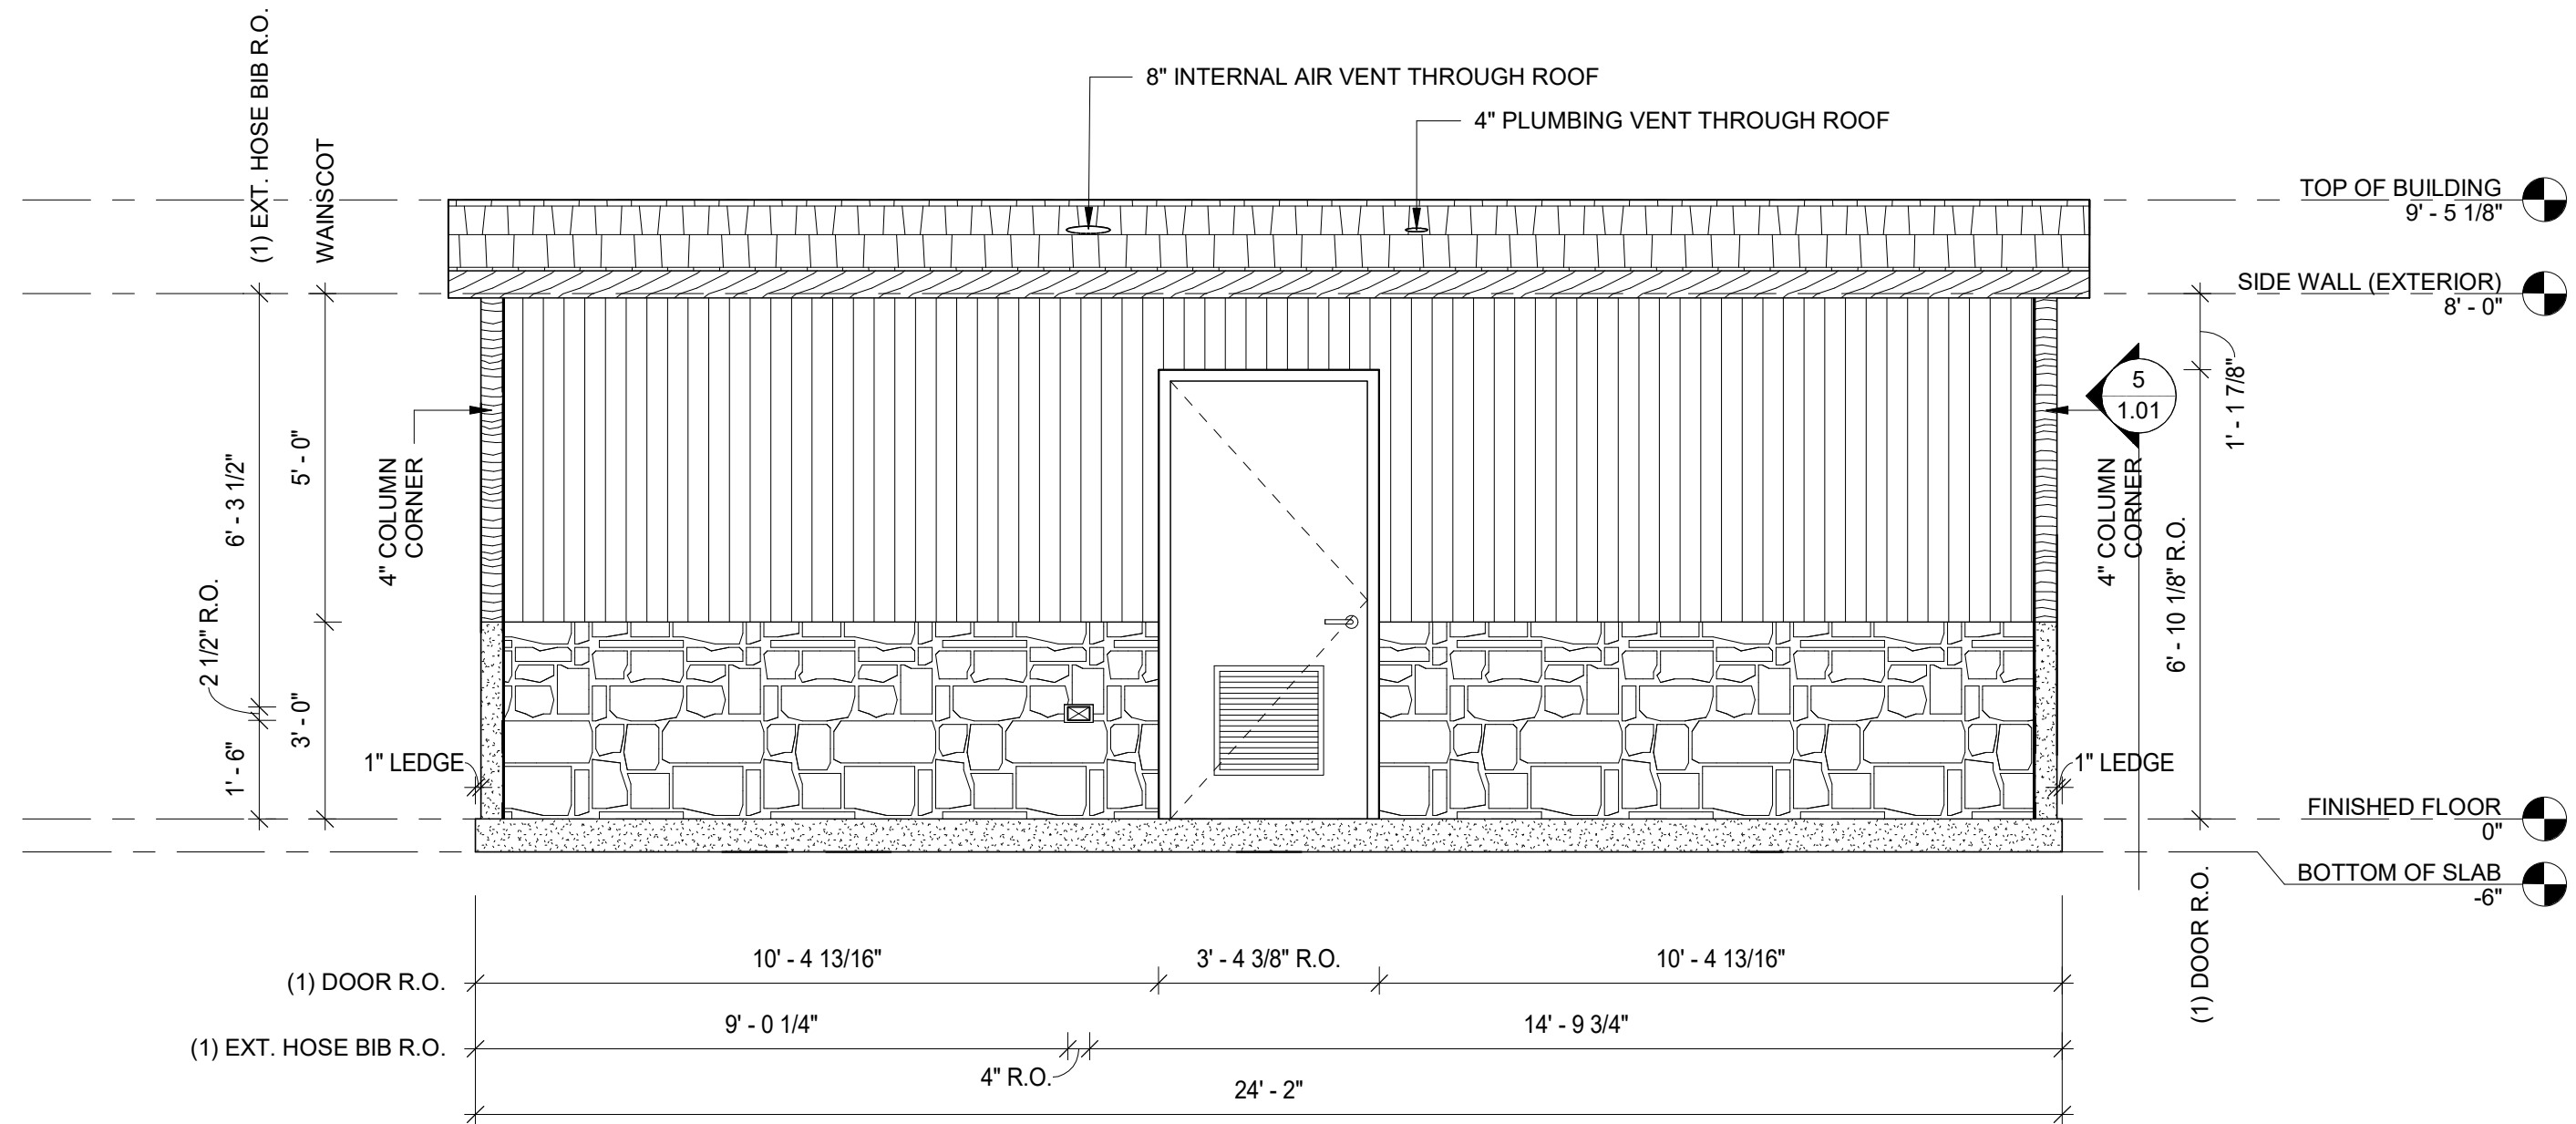 (1) EXT. HOSE BIB R.O.
WAINSCOT
8" INTERNAL AIR VENT THROUGH ROOF
4" PLUMBING VENT THROUGH ROOF
TOP OF BUILDING
9' - 5 1/8"
SIDE WALL (EXTERIOR)
8' - 0"
1' - 1 7/8"
5
1.01
6' - 3 1/2"
5' - 0"
4" COLUMN
CORNER
4" COLUMN
CORNER
6' - 10 1/8" R.O.
2 1/2" R.O.
1' - 6"
3' - 0"
1" LEDGE
1" LEDGE
FINISHED FLOOR
0"
BOTTOM OF SLAB
-6"
(1) DOOR R.O.
10' - 4 13/16"
3' - 4 3/8" R.O.
10' - 4 13/16"
(1) DOOR R.O.
9' - 0 1/4"
14' - 9 3/4"
(1) EXT. HOSE BIB R.O.
4" R.O.
24' - 2"